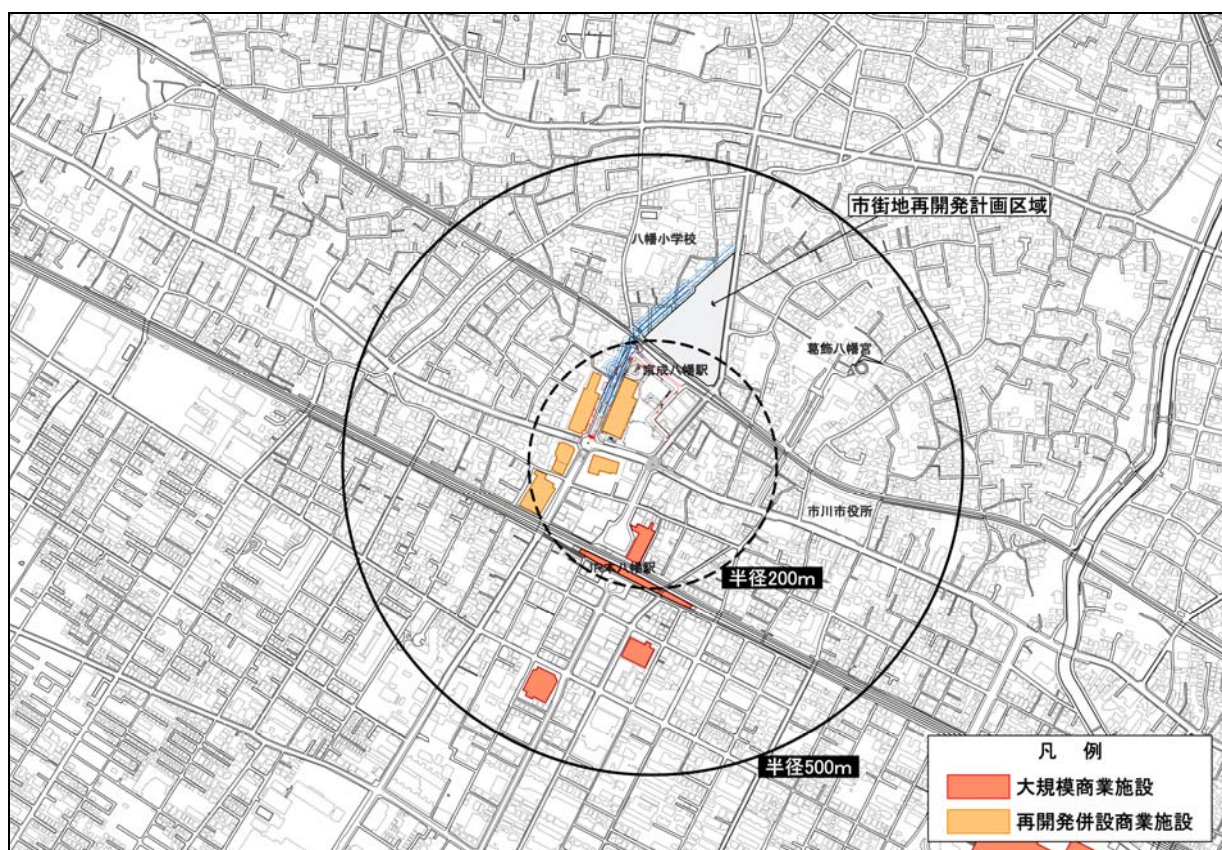 市街地再開発計画区域
八幡小学校
葛飾八幡宮
京成八幡駅
市川市役所
JR本八幡駅
半径200m
半径500m
凡 例
大規模商業施設
再開発併設商業施設